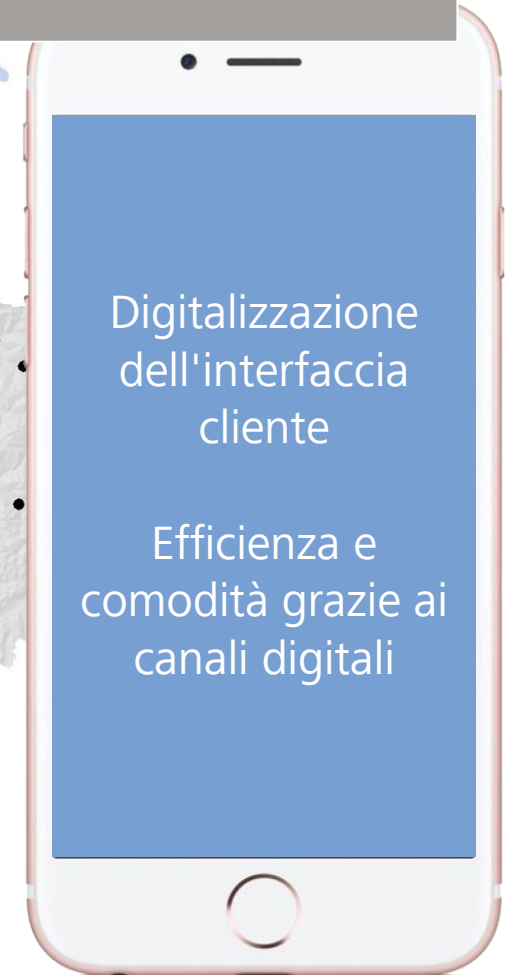 Digitalizzazione
dell'interfaccia
cliente
Efficienza e
comodità grazie ai
canali digitali